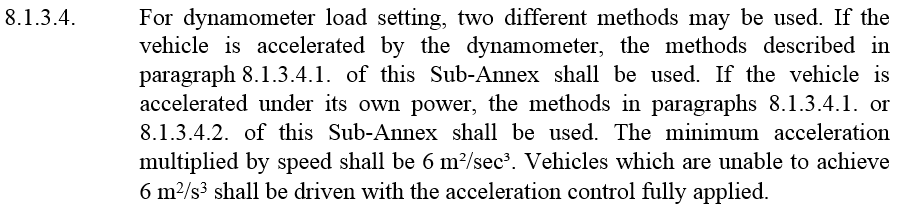 8.1.3.4. For dynamometer load setting, two different methods may be used. If the
vehicle is accelerated by the dynamometer, the methods described in
paragraph 8.1.3.4.1. of this Sub-Annex shall be used. If the vehicle is
accelerated under its own power, the methods in paragraphs 8.1.3.4.1. or
8.1.3.4.2. of this Sub-Annex shall be used. The minimum acceleration
multiplied by speed shall be 6 m²/sec³. Vehicles which are unable to achieve
6 m²/s³ shall be driven with the acceleration control fully applied.